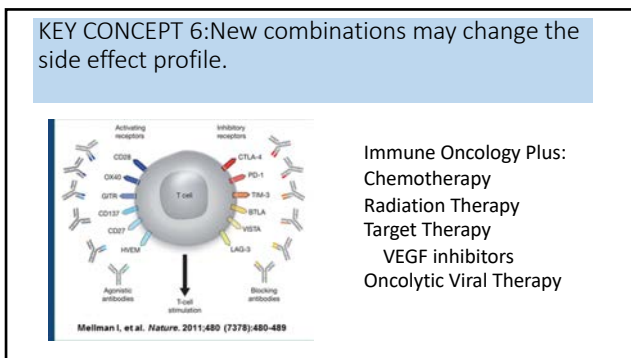 KEY CONCEPT 6:New combinations may change the
side effect profile.
Activating
receptors
Inhibitory
receptors
CD28
OX40
GITR
CD137
CD27
HVEM
T cell
CTLA-4
PD-1
TIM-3
BTLA
VISTA
LAG-3
Agonistic
antibodies
T-cell
stimulation
Blocking
antibodies
Mellman I, et al. Nature. 2011;480 (7378):480-489
Immune Oncology Plus:
Chemotherapy
Radiation Therapy
Target Therapy
VEGF inhibitors
Oncolytic Viral Therapy